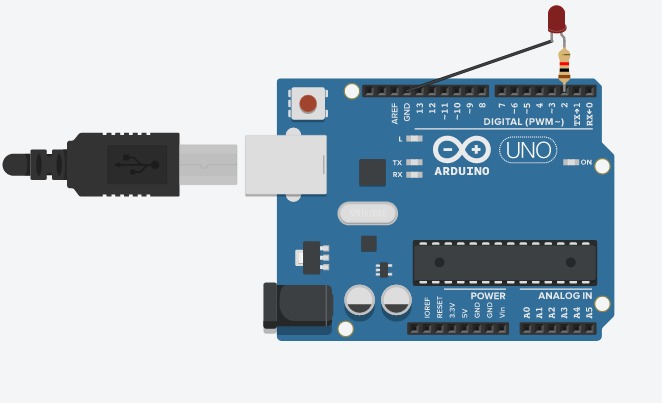 AREF
GND
13
12
~11
~10
~9
8
7
~6
~5
4
~3
2
TX→1
RX←0
DIGITAL (PWM~)
L
TX
RX
ARDUINO
UNO
ON
POWER
ANALOG IN
IOREF
RESET
3.3V
5V
GND
GND
Vin
A0
A1
A2
A3
A4
A5